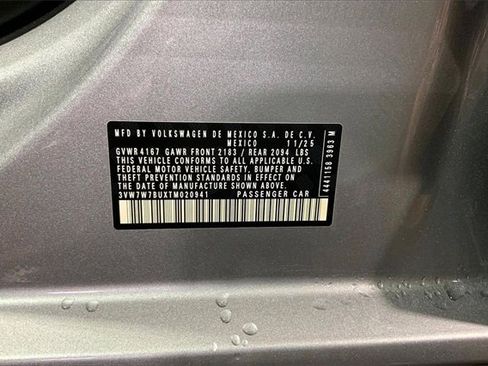 MFD BY VOLKSWAGEN DE MEXICO S.A. DE C.V.
MEXICO 11/25
GVWR 4167 GAWR FRONT 2183 / REAR 2094 LBS
THIS VEHICLE CONFORMS TO ALL APPLICABLE U.S.
FEDERAL MOTOR VEHICLE SAFETY, BUMPER AND
THEFT PREVENTION STANDARDS IN EFFECT ON
THE DATE OF MANUFACTURE SHOWN ABOVE.
3VW7W7BUXTM020941 PASSENGER CAR
4441158 3963 M